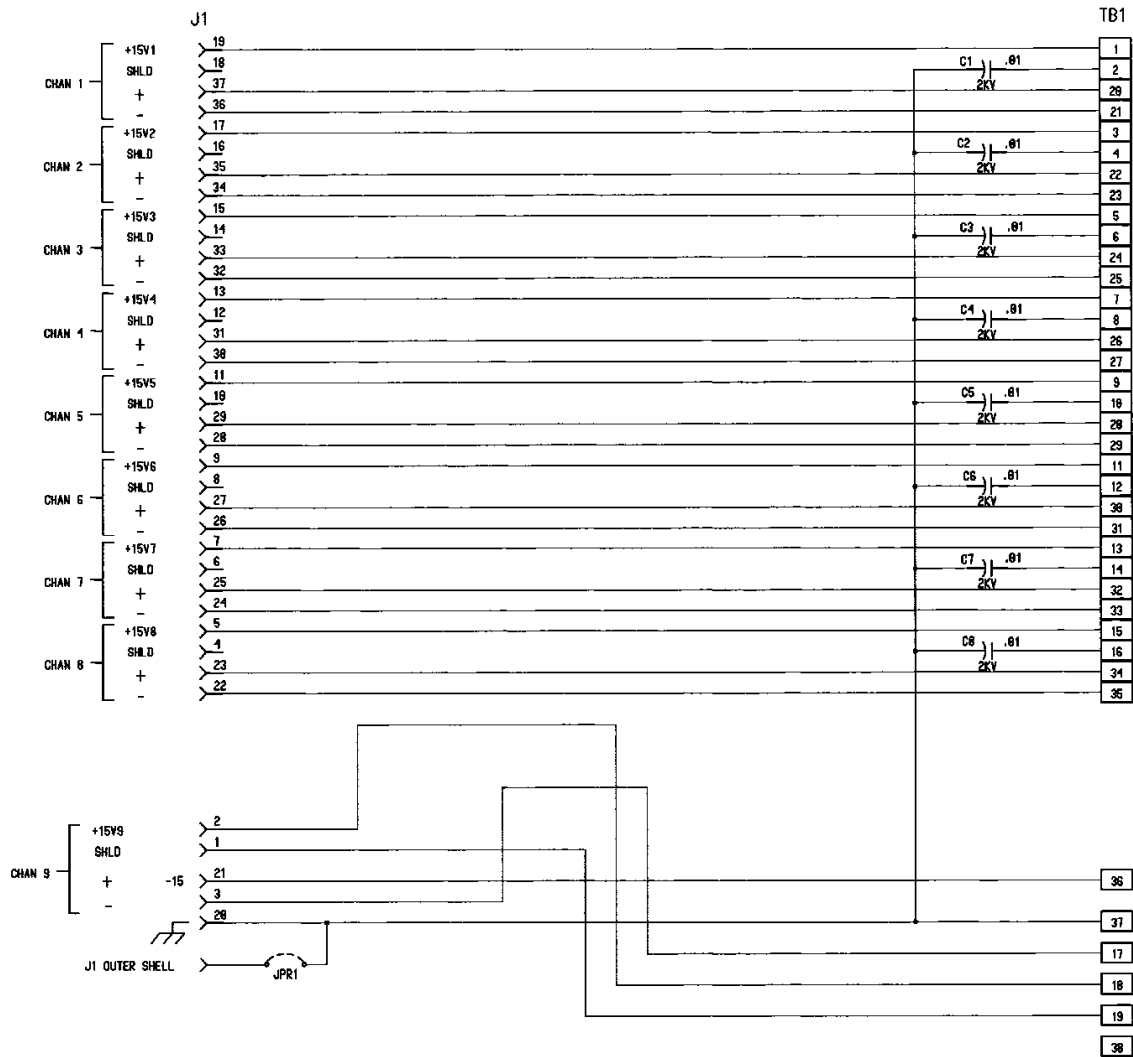 J1 TB1
+15V1 19 1
SHLD 18 C1 .01 2
CHAN 1
+ 37 2KV 20
- 36 21
+15V2 17 3
SHLD 16 C2 .01 4
CHAN 2
+ 35 2KV 22
- 34 23
+15V3 15 5
SHLD 14 C3 .01 6
CHAN 3
+ 33 2KV 24
- 32 25
+15V4 13 7
SHLD 12 C4 .01 8
CHAN 4
+ 31 2KV 26
- 30 27
+15V5 11 9
SHLD 10 C5 .01 10
CHAN 5
+ 29 2KV 28
- 28 29
+15V6 9 11
SHLD 8 C6 .01 12
CHAN 6
+ 27 2KV 30
- 26 31
+15V7 7 13
SHLD 6 C7 .01 14
CHAN 7
+ 25 2KV 32
- 24 33
+15V8 5 15
SHLD 4 C8 .01 16
CHAN 8
+ 23 2KV 34
- 22 35
+15V9 2
SHLD 1
CHAN 9
+ -15 21 36
- 3
20 37
17
J1 OUTER SHELL JPR1
18
19
38